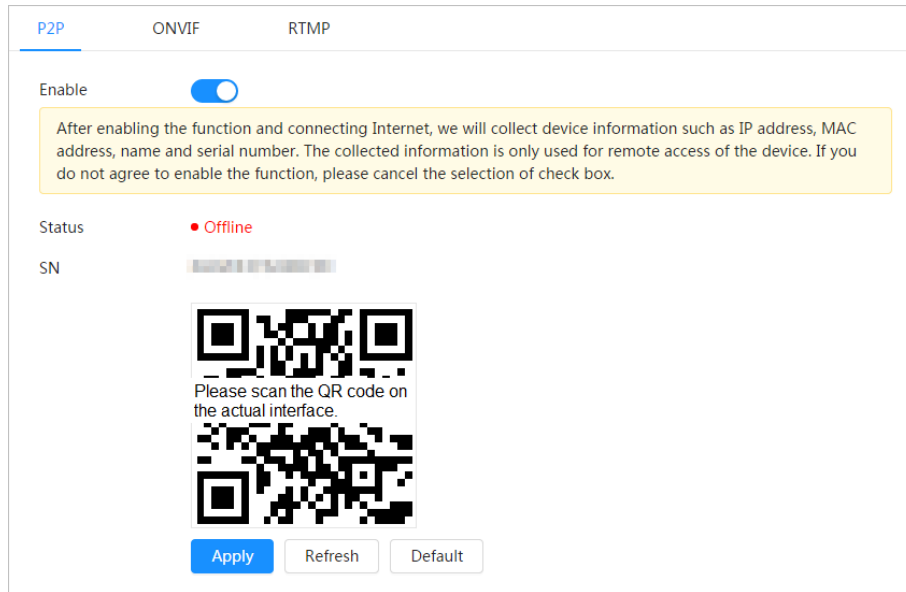 P2P ONVIF RTMP
Enable
After enabling the function and connecting Internet, we will collect device information such as IP address, MAC
address, name and serial number. The collected information is only used for remote access of the device. If you
do not agree to enable the function, please cancel the selection of check box.
Status Offline
SN
Please scan the QR code on
the actual interface.
Apply Refresh Default